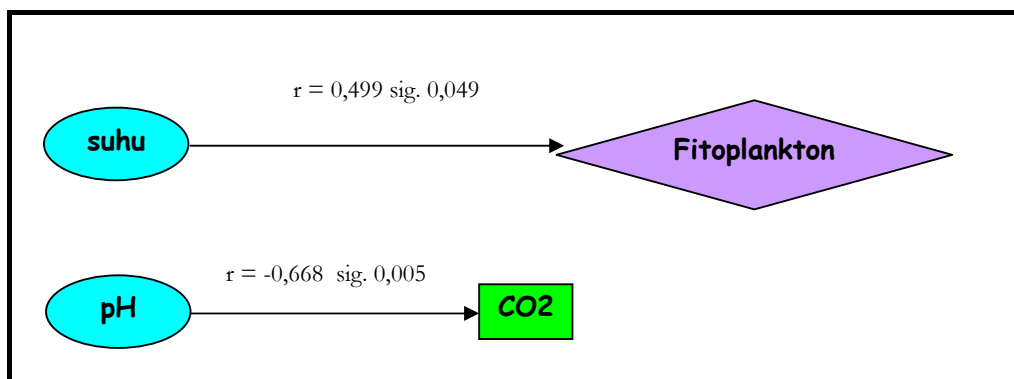 r = 0,499 sig. 0,049
suhu
Fitoplankton
r = -0,668 sig. 0,005
pH
CO2